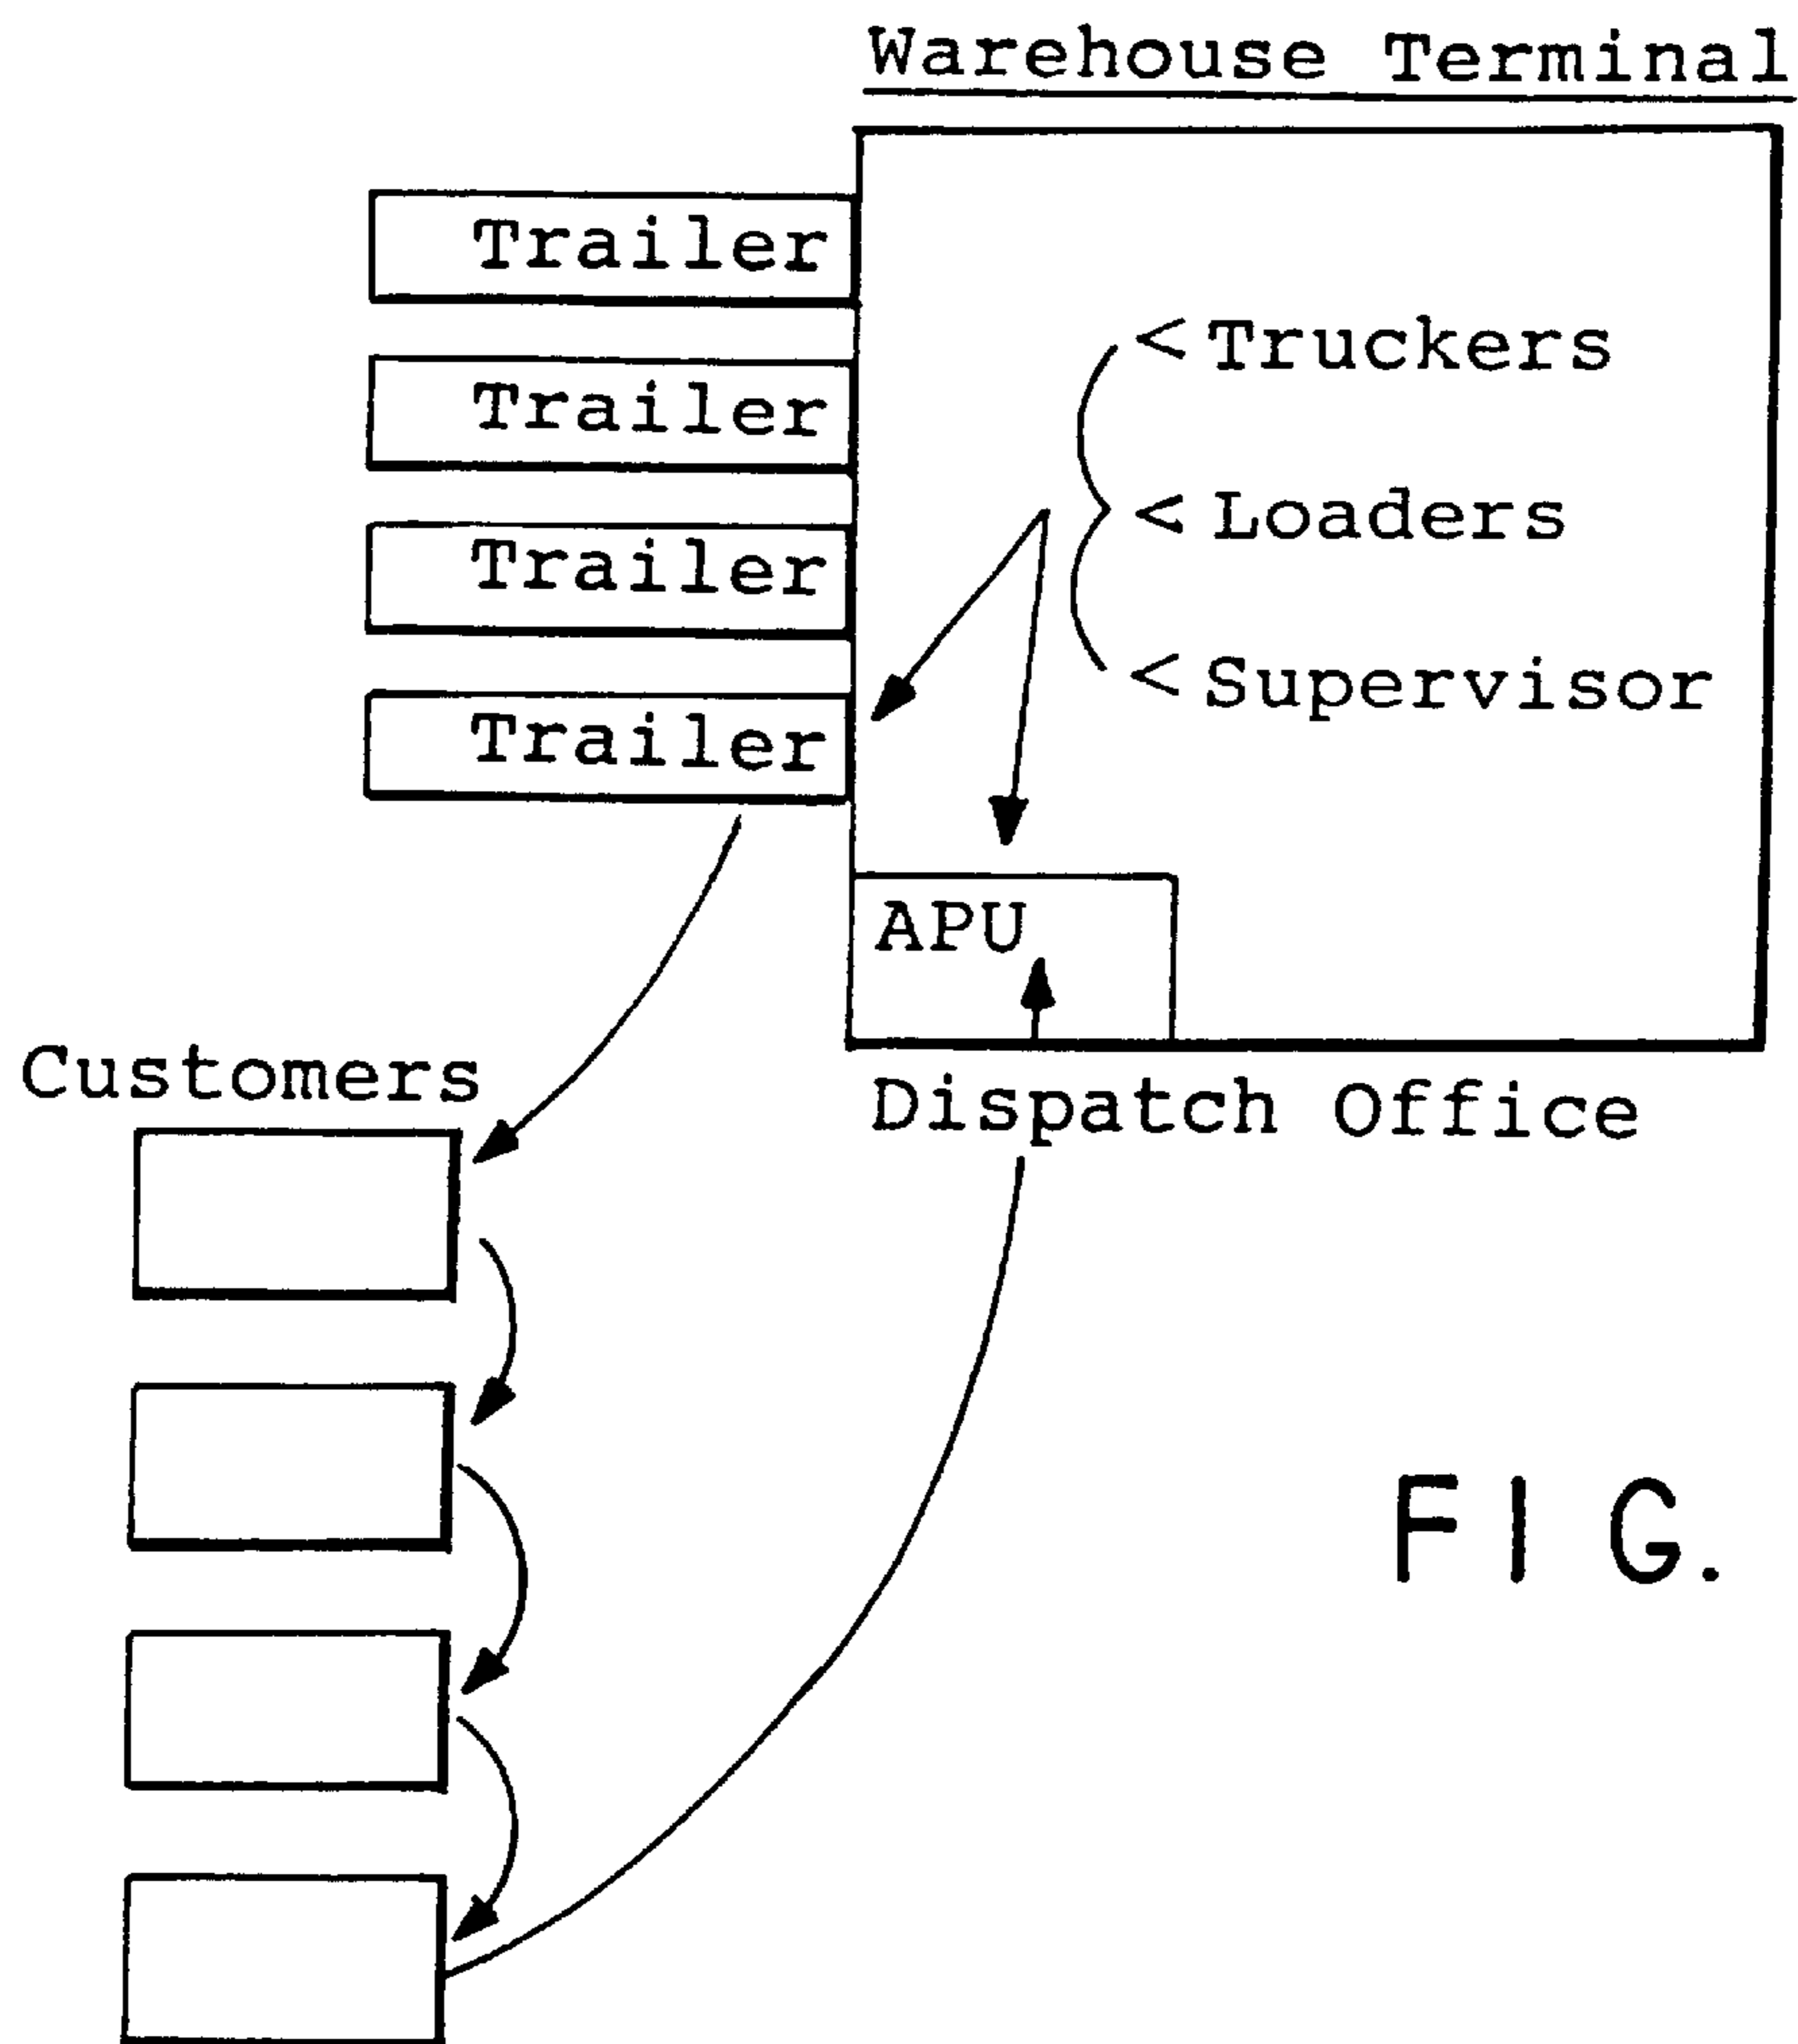 Warehouse Terminal
Trailer
Trailer
Trailer
Trailer
< Truckers
< Loaders
< Supervisor
APU
Customers
Dispatch Office
FIG.